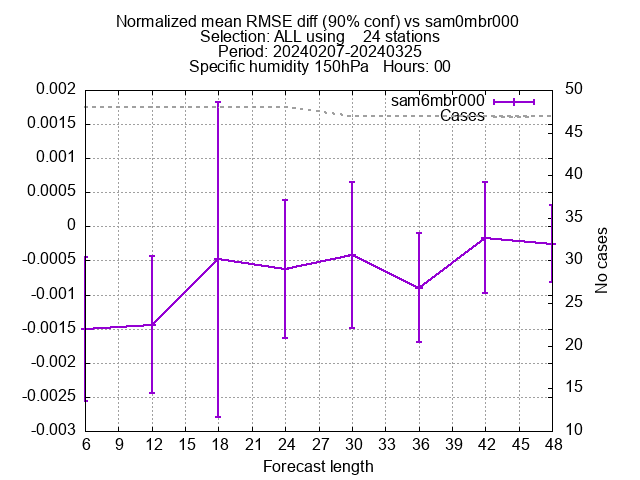 Normalized mean RMSE diff (90% conf) vs sam0mbr000
Selection: ALL using    24 stations
Period: 20240207-20240325
Specific humidity 150hPa   Hours: 00
sam6mbr000
Cases
0.002
0.0015
0.001
0.0005
0
-0.0005
-0.001
-0.0015
-0.002
-0.0025
-0.003
50
45
40
35
30
25
20
15
10
No cases
6 9 12 15 18 21 24 27 30 33 36 39 42 45 48
Forecast length